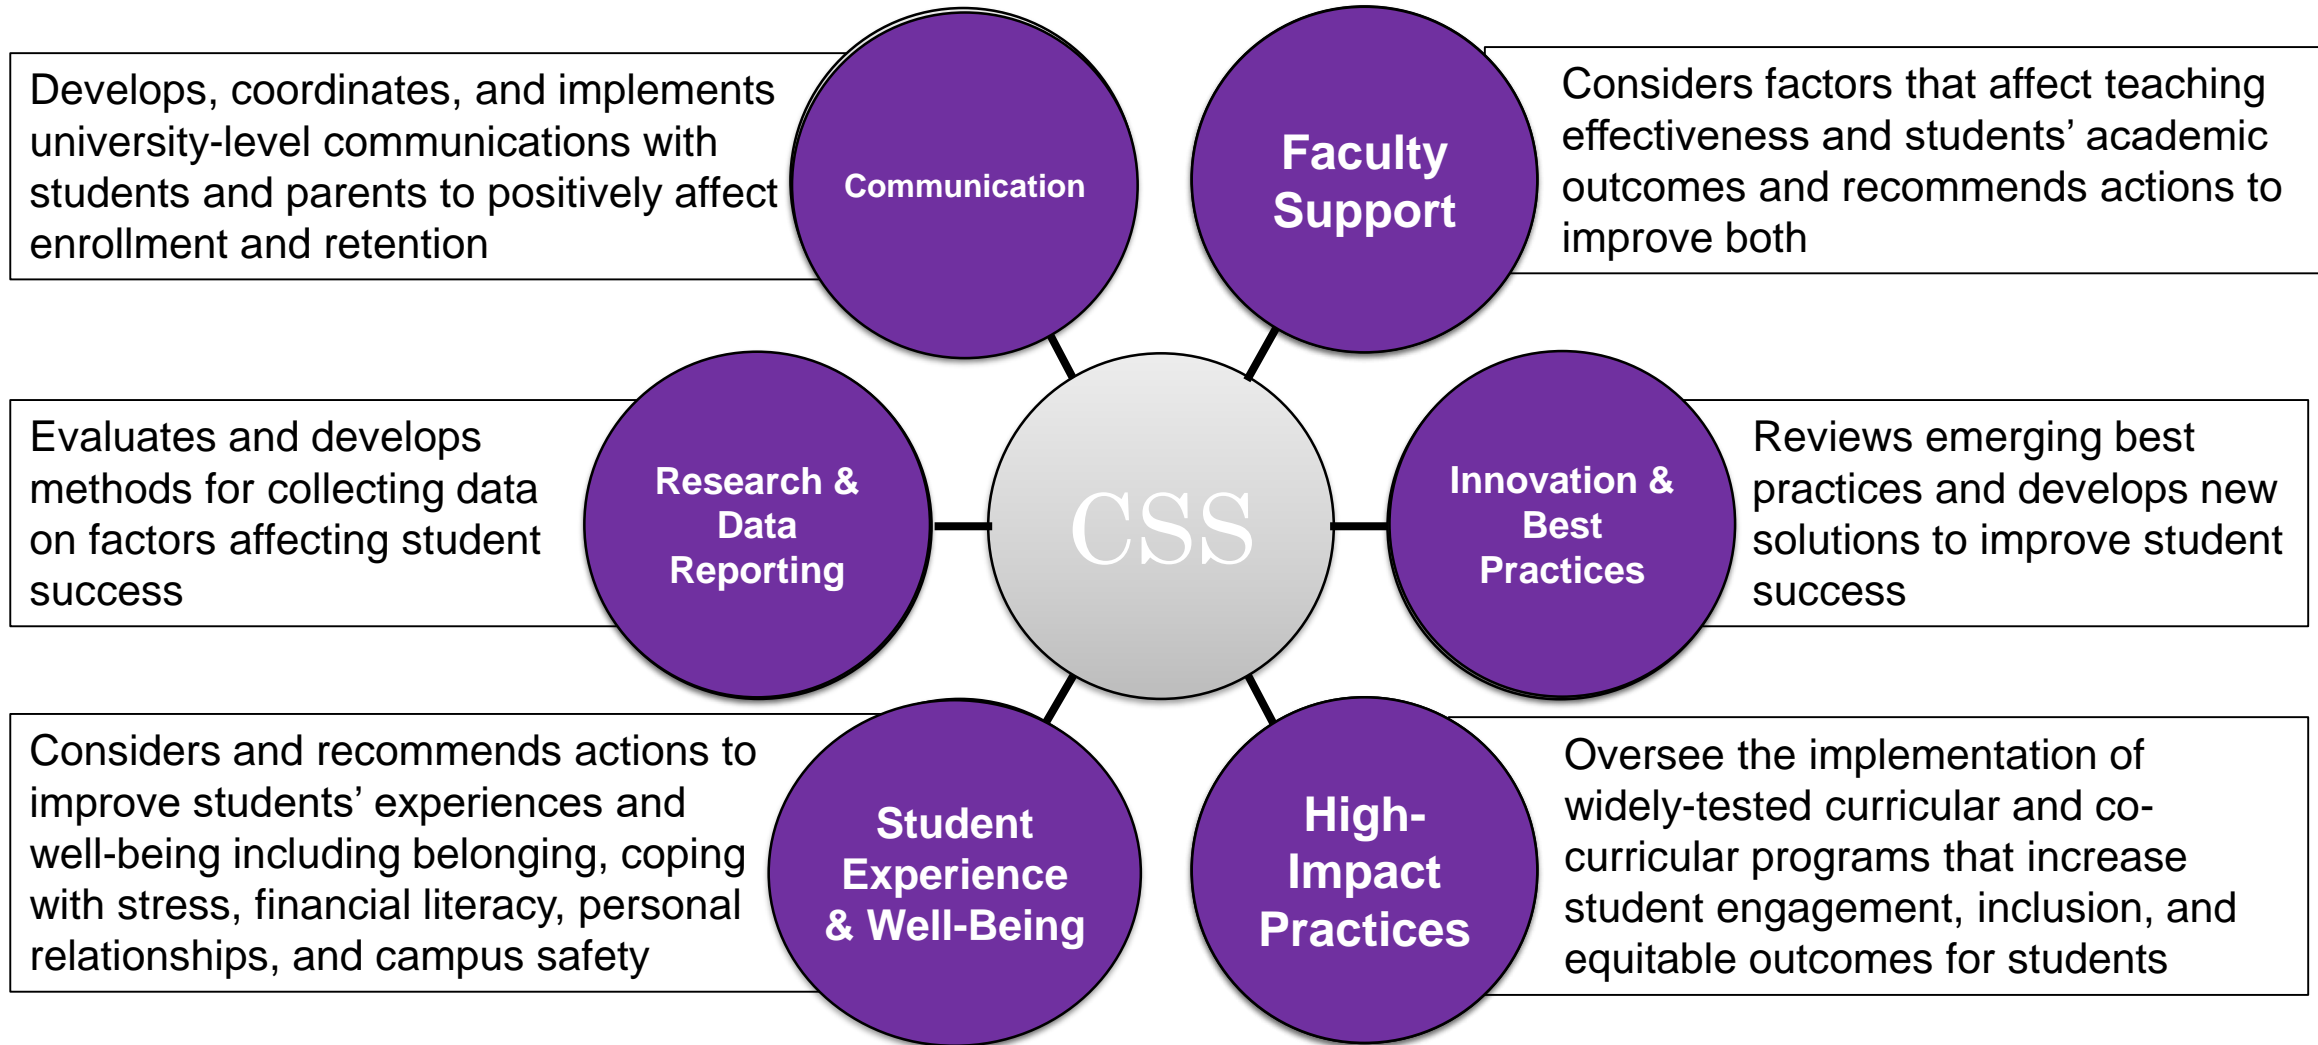 Develops, coordinates, and implements
university-level communications with
students and parents to positively affect
enrollment and retention
Communication
Faculty
Support
Considers factors that affect teaching
effectiveness and students’ academic
outcomes and recommends actions to
improve both
Evaluates and develops
methods for collecting data
on factors affecting student
success
Research &
Data
Reporting
CSS
Innovation &
Best
Practices
Reviews emerging best
practices and develops new
solutions to improve student
success
Considers and recommends actions to
improve students’ experiences and
well-being including belonging, coping
with stress, financial literacy, personal
relationships, and campus safety
Student
Experience
& Well-Being
High-
Impact
Practices
Oversee the implementation of
widely-tested curricular and co-
curricular programs that increase
student engagement, inclusion, and
equitable outcomes for students